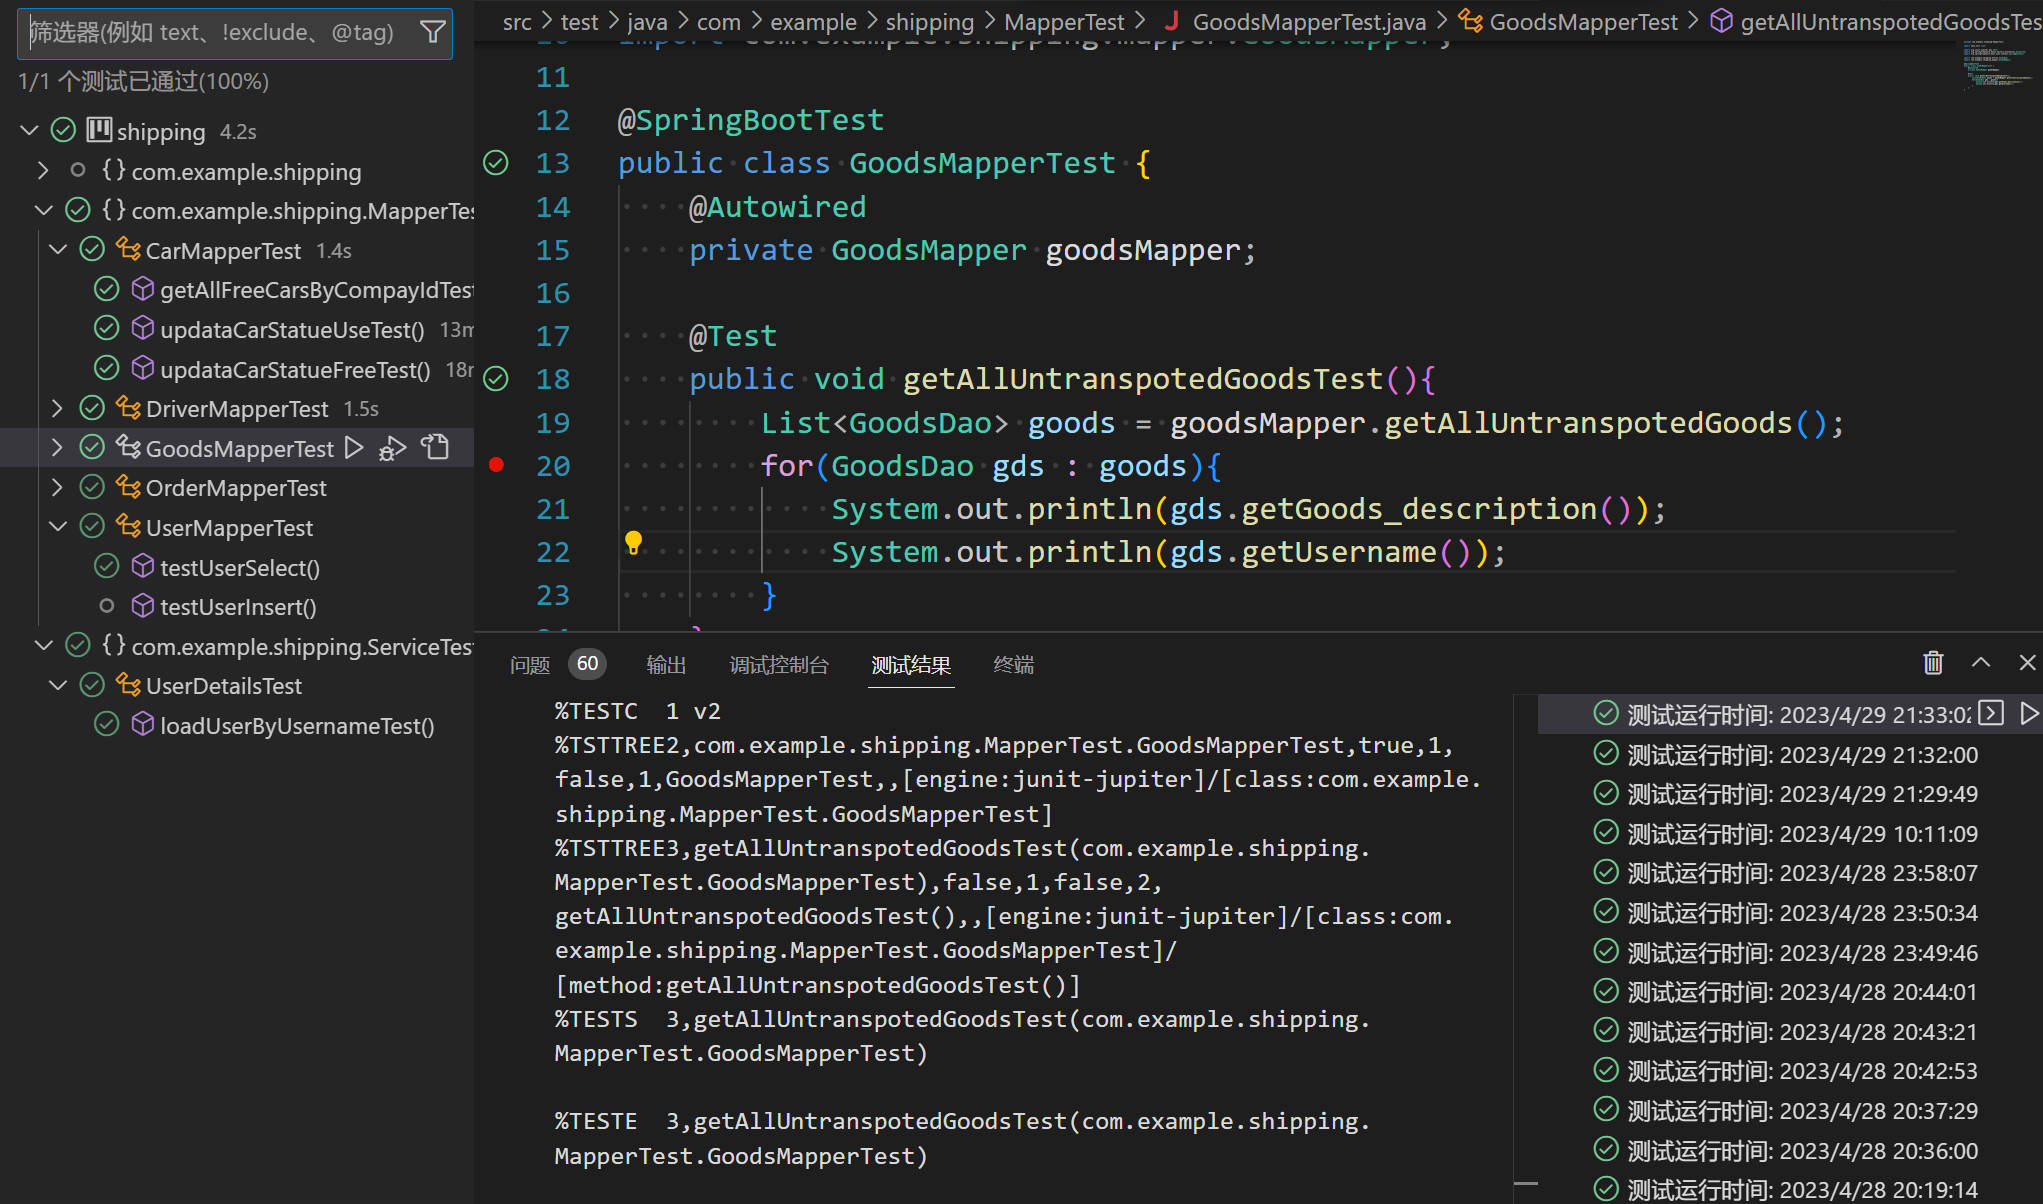 筛选器(例如 text、!exclude、@tag)
1/1 个测试已通过(100%)
shipping 4.2s
com.example.shipping
{} com.example.shipping.MapperTes
CarMapperTest 1.4s
getAllFreeCarsByCompayIdTest
updataCarStatueUseTest() 13m
updataCarStatueFreeTest() 18m
DriverMapperTest 1.5s
GoodsMapperTest
OrderMapperTest
UserMapperTest
testUserSelect()
testUserInsert()
{} com.example.shipping.ServiceTest
UserDetailsTest
loadUserByUsernameTest()
src > test > java > com > example > shipping > MapperTest > J GoodsMapperTest.java > GoodsMapperTest > getAllUntranspotedGoodsTes
10 import com.example.shipping.mapper.GoodsMapper;
11
12 @SpringBootTest
13 public class GoodsMapperTest {
14 @Autowired
15 private GoodsMapper goodsMapper;
16
17 @Test
18 public void getAllUntranspotedGoodsTest(){
19 List<GoodsDao> goods = goodsMapper.getAllUntranspotedGoods();
20 for(GoodsDao gds : goods){
21 System.out.println(gds.getGoods_description());
22 System.out.println(gds.getUsername());
23 }
24 }
问题 60 输出 调试控制台 测试结果 终端
%TESTC 1 v2
%TSTTREE2,com.example.shipping.MapperTest.GoodsMapperTest,true,1,
false,1,GoodsMapperTest,,[engine:junit-jupiter]/[class:com.example.
shipping.MapperTest.GoodsMapperTest]
%TSTTREE3,getAllUntranspotedGoodsTest(com.example.shipping.
MapperTest.GoodsMapperTest),false,1,false,2,
getAllUntranspotedGoodsTest(),,[engine:junit-jupiter]/[class:com.
example.shipping.MapperTest.GoodsMapperTest]/
[method:getAllUntranspotedGoodsTest()]
%TESTS 3,getAllUntranspotedGoodsTest(com.example.shipping.
MapperTest.GoodsMapperTest)
%TESTE 3,getAllUntranspotedGoodsTest(com.example.shipping.
MapperTest.GoodsMapperTest)
测试运行时间: 2023/4/29 21:33:02
测试运行时间: 2023/4/29 21:32:00
测试运行时间: 2023/4/29 21:29:49
测试运行时间: 2023/4/29 10:11:09
测试运行时间: 2023/4/28 23:58:07
测试运行时间: 2023/4/28 23:50:34
测试运行时间: 2023/4/28 23:49:46
测试运行时间: 2023/4/28 20:44:01
测试运行时间: 2023/4/28 20:43:21
测试运行时间: 2023/4/28 20:42:53
测试运行时间: 2023/4/28 20:37:29
测试运行时间: 2023/4/28 20:36:00
测试运行时间: 2023/4/28 20:19:14